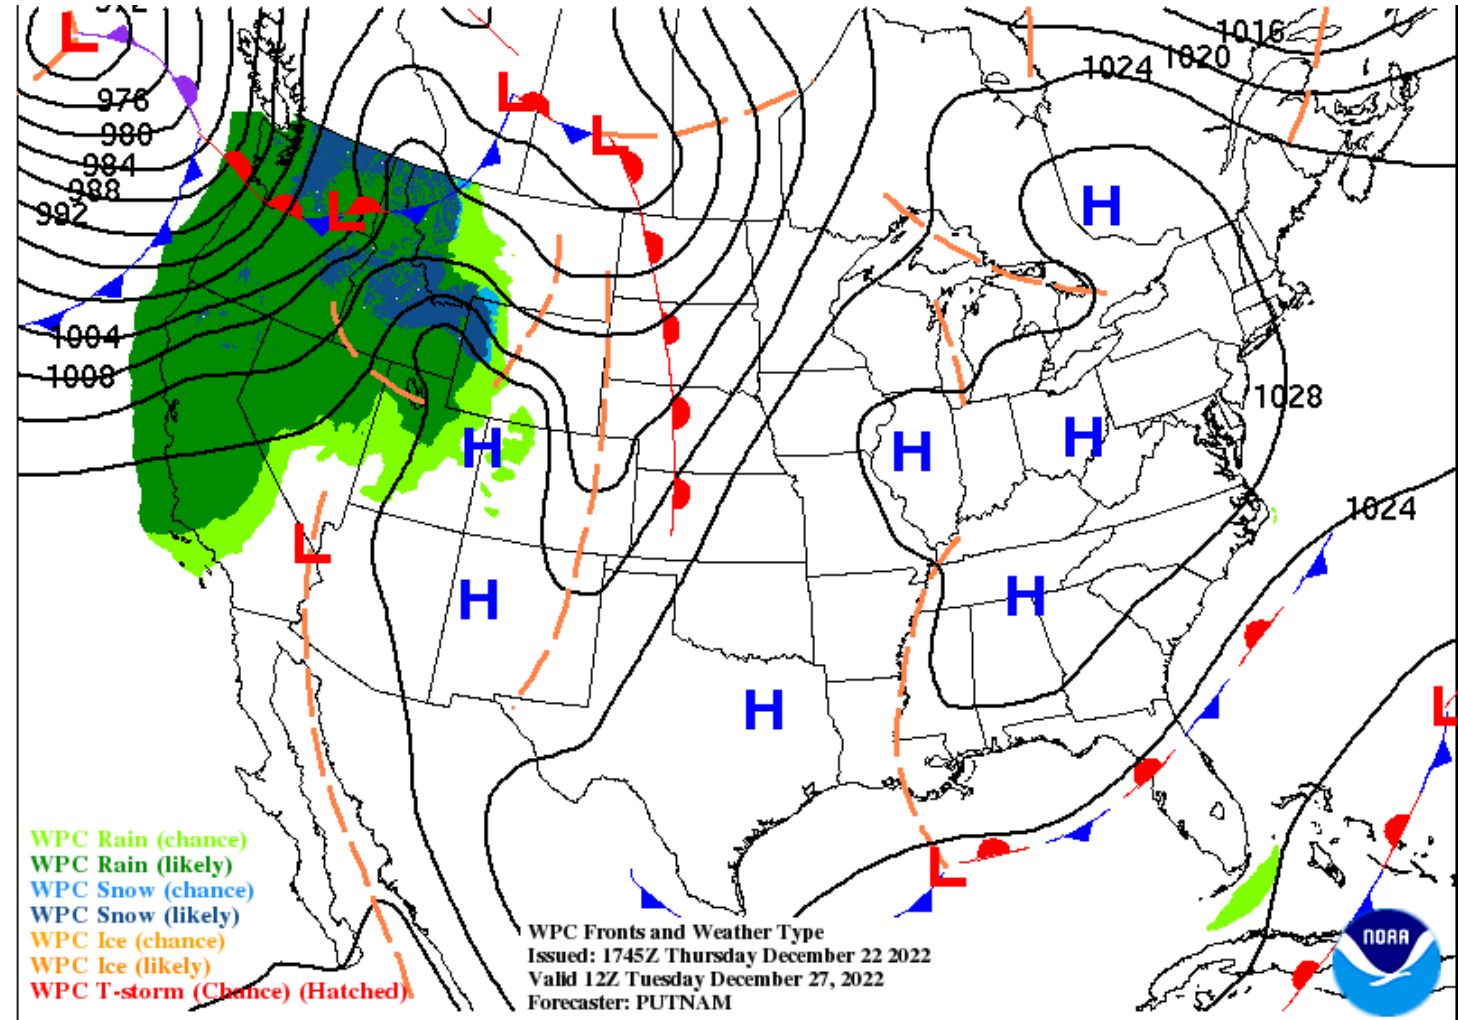 972
L
1016
1020
1024
L
976
980
L
984
988
H
992
L
1004
1008
1028
H
H
H
1024
L
H
H
L
H
L
WPC Rain (chance)
WPC Rain (likely)
WPC Snow (chance)
WPC Snow (likely)
WPC Ice (chance)
WPC Ice (likely)
WPC T-storm (Chance) (Hatched)
WPC Fronts and Weather Type
Issued: 1745Z Thursday December 22 2022
Valid 12Z Tuesday December 27, 2022
Forecaster: PUTNAM
NOAA